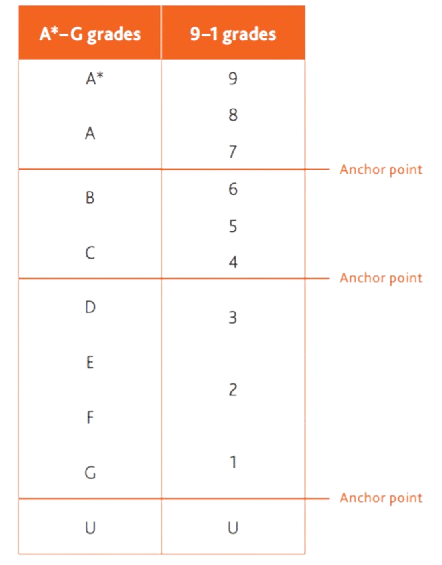 A*–G grades 9–1 grades
A* 9
8
A
7
Anchor point
B 6
5
C 4
Anchor point
D 3
E
2
F
G 1
Anchor point
U U